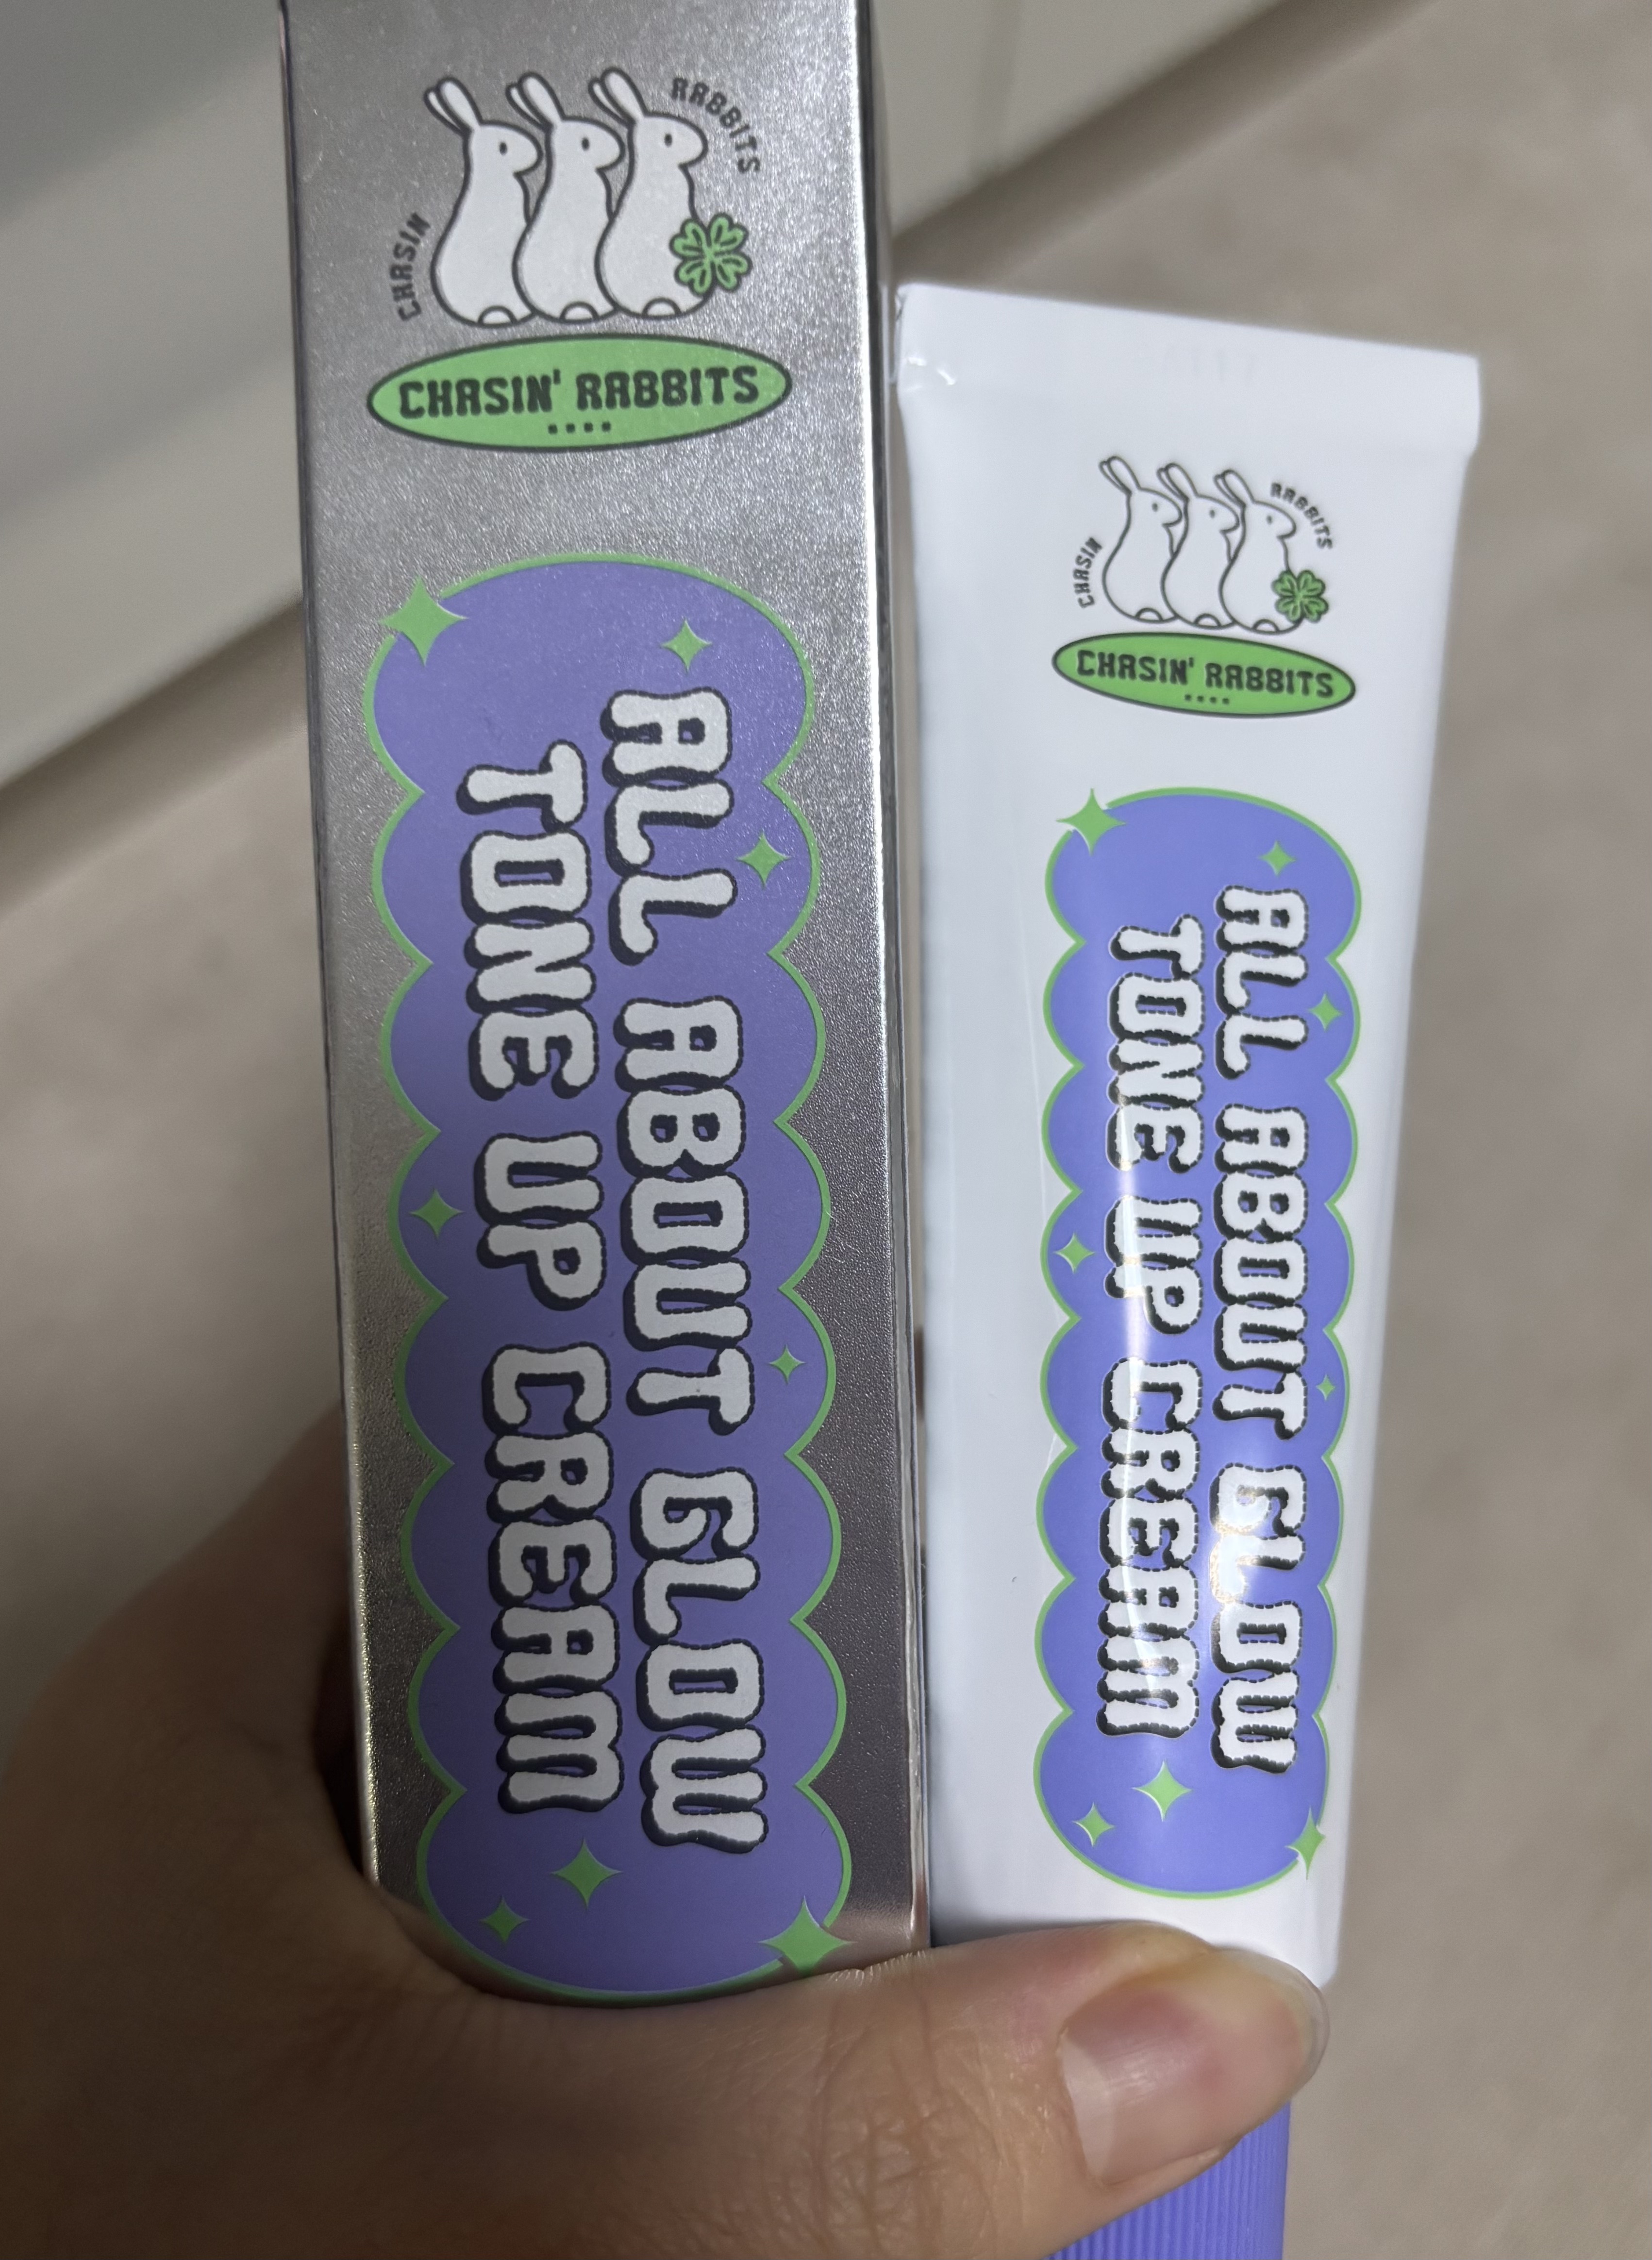 CHASIN RABBITS
CHASIN' RABBITS
ALL ABOUT GLOW
TONE UP CREAM
CHASIN RABBITS
CHASIN' RABBITS
ALL ABOUT GLOW
TONE UP CREAM